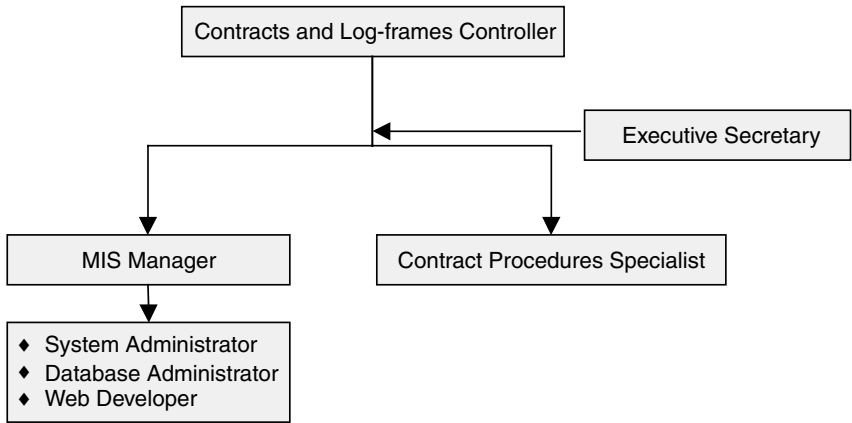 Contracts and Log-frames Controller
Executive Secretary
MIS Manager
Contract Procedures Specialist
♦ System Administrator
♦ Database Administrator
♦ Web Developer